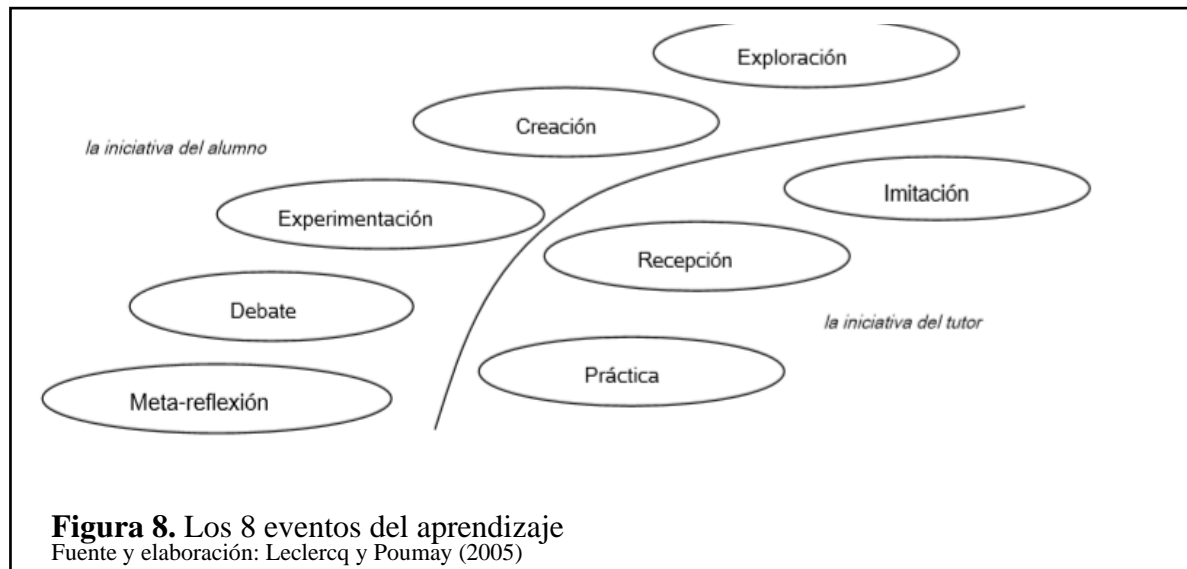 Exploración
Creación
la iniciativa del alumno
Imitación
Experimentación
Recepción
Debate
la iniciativa del tutor
Práctica
Meta-reflexión
Figura 8. Los 8 eventos del aprendizaje
Fuente y elaboración: Leclercq y Poumay (2005)